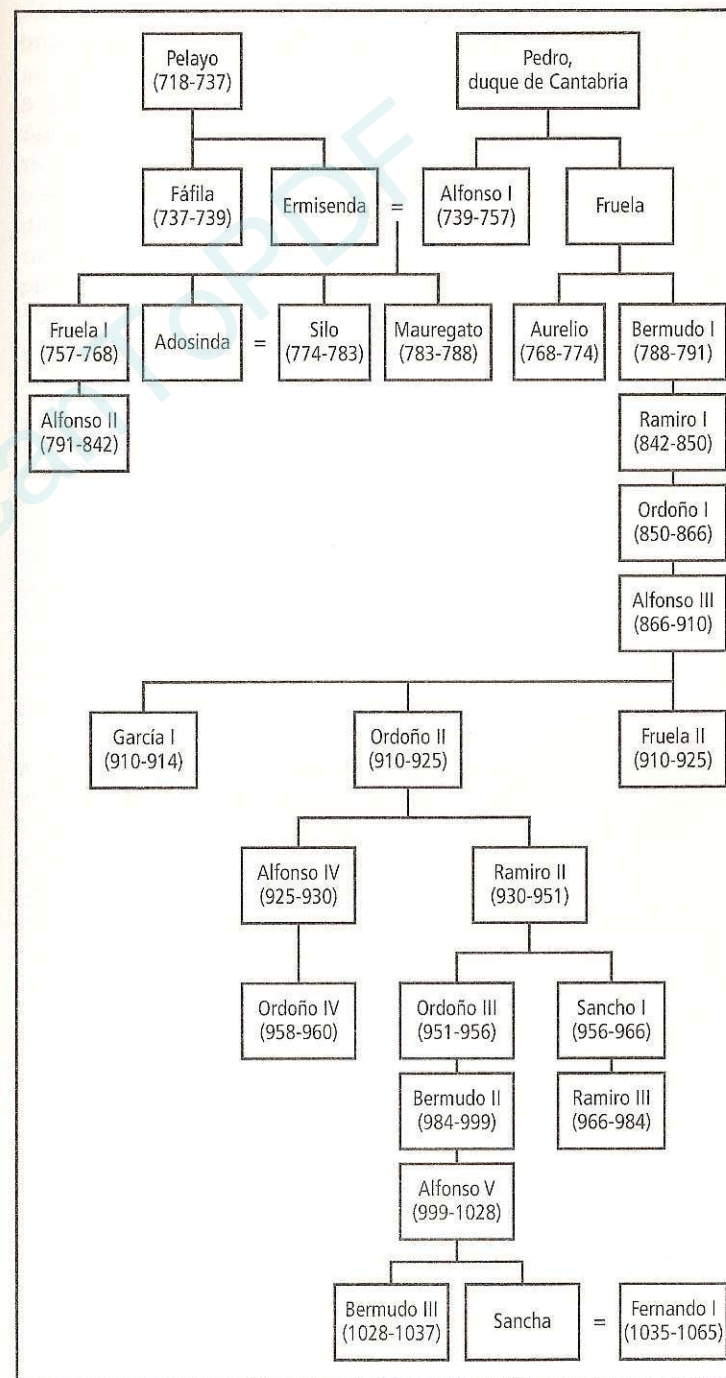 Pelayo
(718-737)
Pedro,
duque de Cantabria
Fáfila
(737-739)
Ermisenda
=
Alfonso I
(739-757)
Fruela
Fruela I
(757-768)
Adosinda
=
Silo
(774-783)
Mauregato
(783-788)
Aurelio
(768-774)
Bermudo I
(788-791)
Alfonso II
(791-842)
Ramiro I
(842-850)
Ordoño I
(850-866)
Alfonso III
(866-910)
García I
(910-914)
Ordoño II
(910-925)
Fruela II
(910-925)
Alfonso IV
(925-930)
Ramiro II
(930-951)
Ordoño IV
(958-960)
Ordoño III
(951-956)
Sancho I
(956-966)
Bermudo II
(984-999)
Ramiro III
(966-984)
Alfonso V
(999-1028)
Bermudo III
(1028-1037)
Sancha
=
Fernando I
(1035-1065)
canToPDF